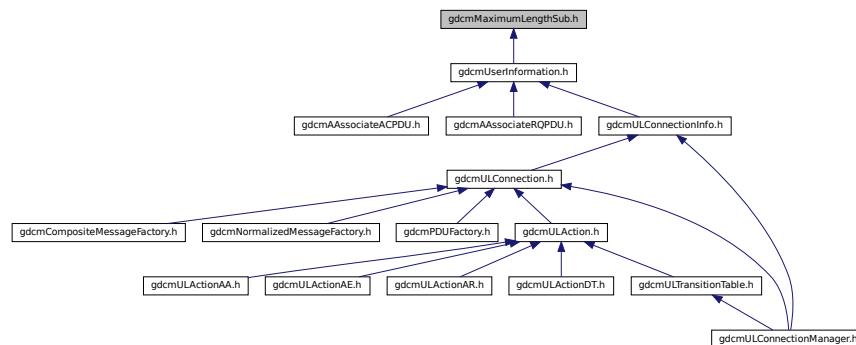 gdcmMaximumLengthSub.h
gdcmUserInformation.h
gdcmAAssociateACPDU.h
gdcmAAssociateRQPDU.h
gdcmULConnectionInfo.h
gdcmULConnection.h
gdcmCompositeMessageFactory.h
gdcmNormalizedMessageFactory.h
gdcmPDUFactory.h
gdcmULAction.h
gdcmULActionAA.h
gdcmULActionAE.h
gdcmULActionAR.h
gdcmULActionDT.h
gdcmULTransitionTable.h
gdcmULConnectionManager.h